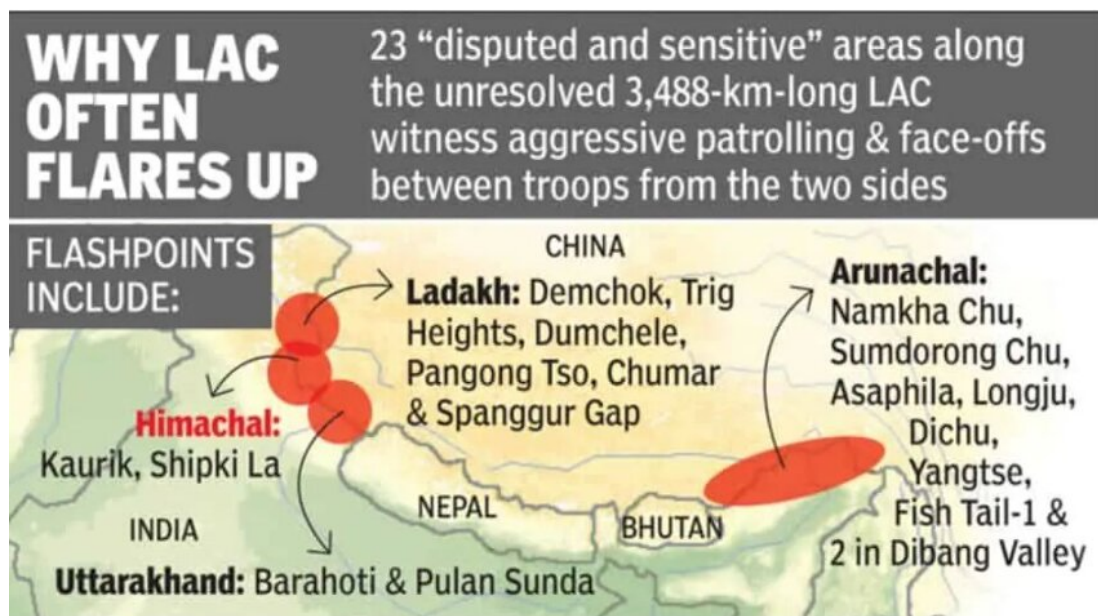 WHY LAC
OFTEN
FLARES UP
23 “disputed and sensitive” areas along
the unresolved 3,488-km-long LAC
witness aggressive patrolling & face-offs
between troops from the two sides
FLASHPOINTS
INCLUDE:
CHINA
Ladakh: Demchok, Trig
Heights, Dumchele,
Pangong Tso, Chumar
& Spanggur Gap
Arunachal:
Namkha Chu,
Sumdorong Chu,
Asaphila, Longju,
Dichu,
Yangtse,
Fish Tail-1 &
2 in Dibang Valley
Himachal:
Kaurik, Shipki La
NEPAL
BHUTAN
INDIA
Uttarakhand: Barahoti & Pulan Sunda